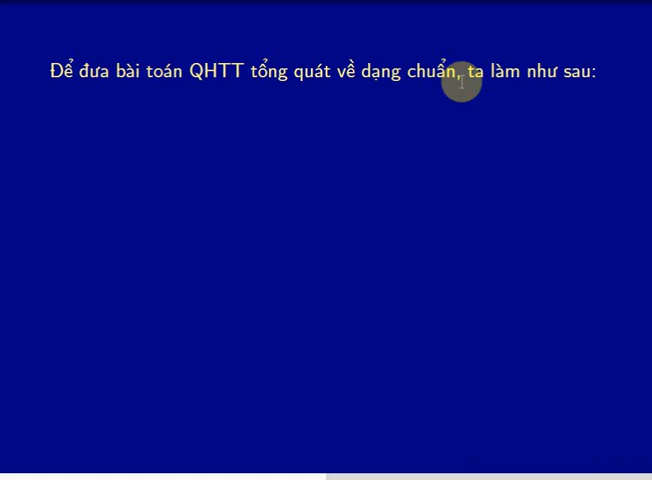 Để đưa bài toán QHTT tổng quát về dạng chuẩn, ta làm như sau: